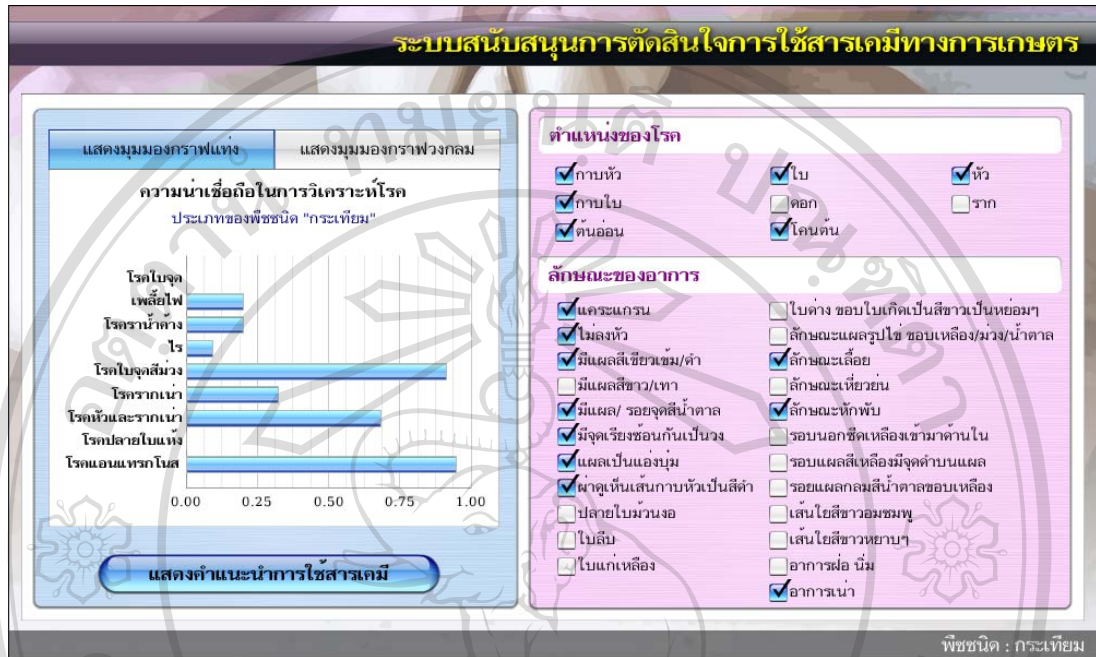 ระบบสนับสนุนการตัดสินใจการใช้สารเคมีทางการเกษตร
แสดงมุมมองกราฟแท่ง
แสดงมุมมองกราฟวงกลม
ความน่าเชื่อถือในการวิเคราะห์โรค
ประเภทของพืชชนิด "กระเทียม"
โรคใบจุด
เพลี้ยไฟ
โรคราน้ำค้าง
ไร
โรคใบจุดสีม่วง
โรครากเน่า
โรคหัวและรากเน่า
โรคปลายใบแห้ง
โรคแอนแทรกโนส
0.00 0.25 0.50 0.75 1.00
แสดงคำแนะนำการใช้สารเคมี
ตำแหน่งของโรค
กาบหัว ใบ หัว
กาบใบ ดอก ราก
ต้นอ่อน โคนต้น
ลักษณะของอาการ
แคระแกรน ใบด่าง ขอบใบเกิดเป็นสีขาวเป็นหย่อมๆ
ไม่ลงหัว ลักษณะแผลรูปไข่ ขอบเหลือง/ม่วง/น้ำตาล
มีแผลสีเขียวเข้ม/ดำ ลักษณะเลื้อย
มีแผลสีขาว/เทา ลักษณะเหี่ยวย่น
มีแผล/ รอยจุดสีน้ำตาล ลักษณะหักพับ
มีจุดเรียงซ้อนกันเป็นวง รอบนอกซีดเหลืองเข้ามาด้านใน
แผลเป็นแอ่งบุ๋ม รอบแผลสีเหลืองมีจุดดำบนแผล
ผ่าดูเห็นเส้นกาบหัวเป็นสีดำ รอยแผลกลมสีน้ำตาลขอบเหลือง
ปลายใบม้วนงอ เส้นใยสีขาวอมชมพู
ใบลีบ เส้นใยสีขาวหยาบๆ
ใบแก่เหลือง อาการฝ่อ นิ่ม
อาการเน่า
พืชชนิด : กระเทียม